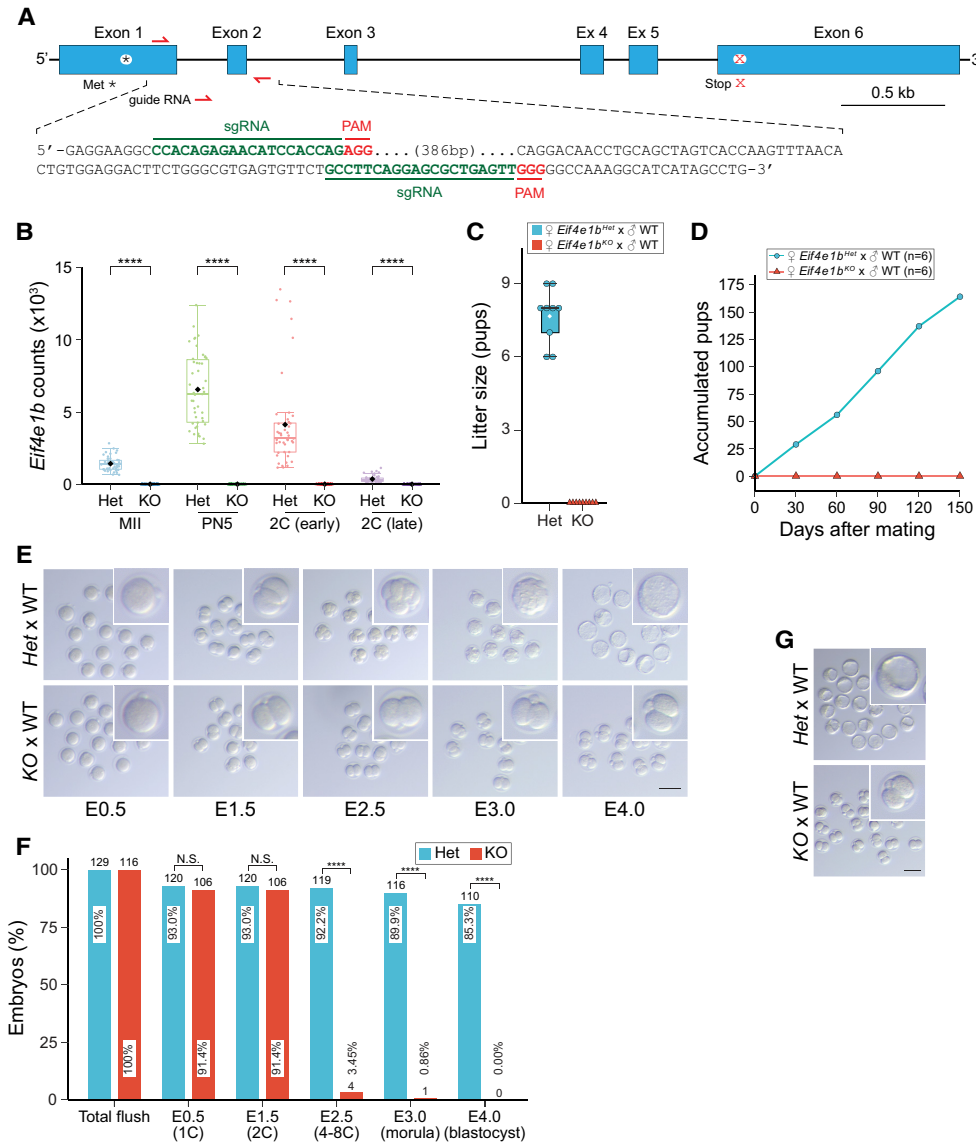 A
Exon 1
Exon 2
Exon 3
Ex 4
Ex 5
Exon 6
5’
*
X
3
Met *
Stop X
guide RNA
0.5 kb
sgRNA
PAM
5’-GAGGAAGGCCCACAGAGAACATCCACCAGAGG....(386bp)....CAGGACAACCTGCAGCTAGTCACCAAGTTTAACA
CTGTGGAGGACTTCTGGGCGTGAGTGTTCTGCCTTCAGGAGCGCTGAGTTGGGGGCCAAAGGCATCATAGCCTG-3’
sgRNA
PAM
B
Eif4e1b counts (x10³)
15
10
5
0
****
****
****
****
Het KO Het KO Het KO Het KO
MII PN5 2C (early) 2C (late)
C
♀ Eif4e1bHet x ♂ WT
♀ Eif4e1bKO x ♂ WT
Litter size (pups)
9
6
3
0
Het KO
D
♀ Eif4e1bHet x ♂ WT (n=6)
♀ Eif4e1bKO x ♂ WT (n=6)
Accumulated pups
175
150
125
100
75
50
25
0
0 30 60 90 120 150
Days after mating
E
Het x WT
KO x WT
E0.5 E1.5 E2.5 E3.0 E4.0
G
Het x WT
KO x WT
F
Het KO
Embryos (%)
100
75
50
25
0
129 116
100%
100%
N.S.
120 106
93.0%
91.4%
N.S.
120 106
93.0%
91.4%
****
119
92.2%
3.45%
4
****
116
89.9%
0.86%
1
****
110
85.3%
0.00%
0
Total flush E0.5 E1.5 E2.5 E3.0 E4.0
(1C) (2C) (4-8C) (morula) (blastocyst)